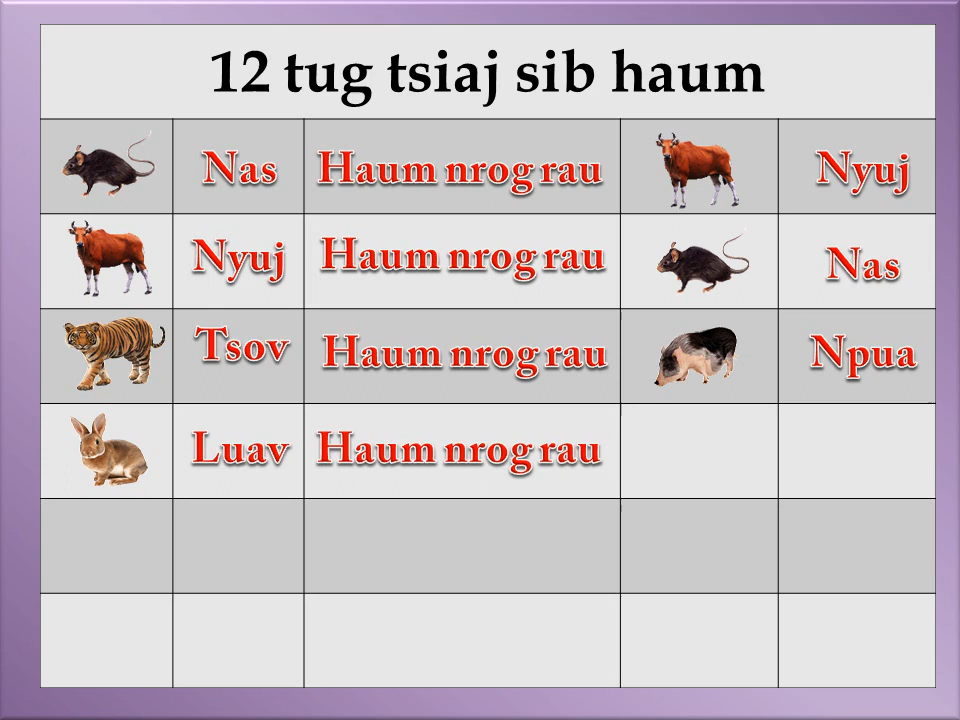 12 tug tsiaj sib haum
Nas Haum nrog rau Nyuj
Nyuj Haum nrog rau Nas
Tsov Haum nrog rau Npua
Luav Haum nrog rau